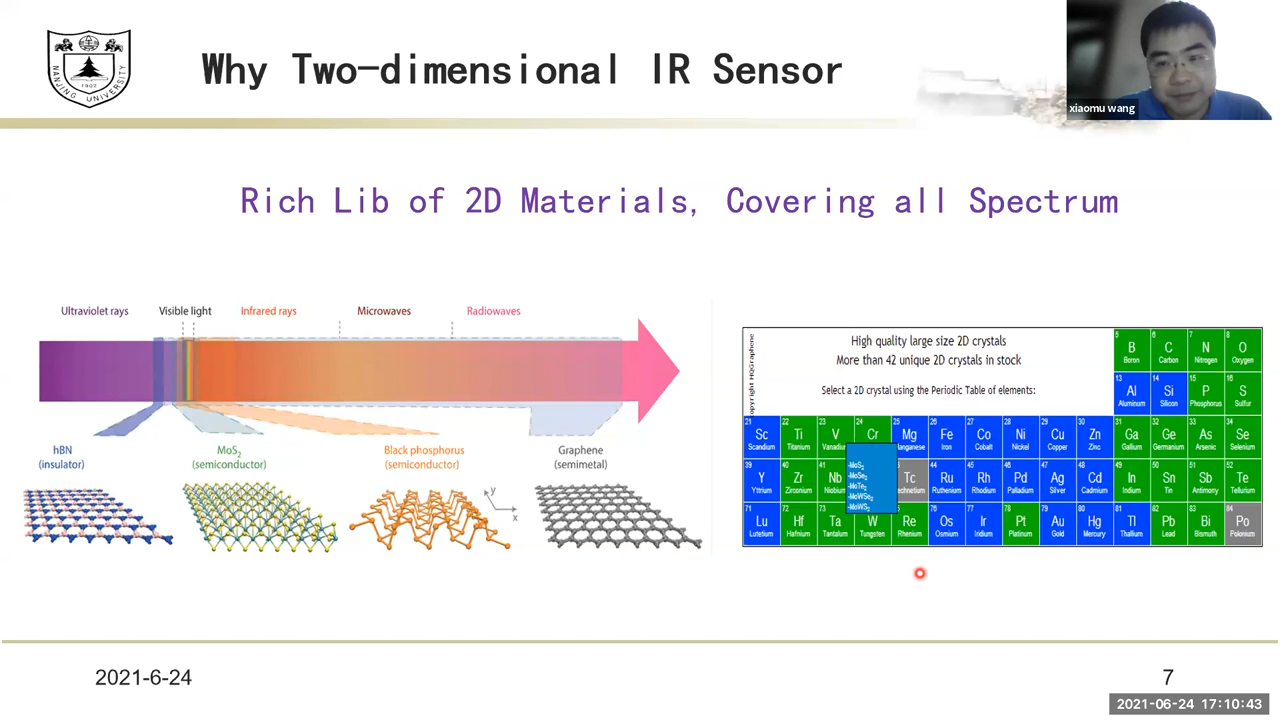 NANJING UNIVERSITY
1902
Why Two-dimensional IR Sensor
xiaomu wang
Rich Lib of 2D Materials, Covering all Spectrum
Ultraviolet rays Visible light Infrared rays Microwaves Radiowaves
hBN
(insulator)
MoS2
(semiconductor)
Black phosphorus
(semiconductor)
Graphene
(semimetal)
y
x
High quality large size 2D crystals
More than 42 unique 2D crystals in stock
Select a 2D crystal using the Periodic Table of elements:
opyright HQGraphene
5 6 7 8
B C N O
Boron Carbon Nitrogen Oxygen
13 14 15 16
Al Si P S
Aluminum Silicon Phosphorus Sulfur
21 22 23 24 25 26 27 28 29 30 31 32 33 34
Sc Ti V Cr Mg Fe Co Ni Cu Zn Ga Ge As Se
Scandium Titanium Vanadiu Manganese Iron Cobalt Nickel Copper Zinc Gallium Germanium Arsenic Selenium
-MoS2
-MoSe2
-MoTe2
-MoWSe2
-MoWS2
39 40 41 44 45 46 47 48 49 50 51 52
Y Zr Nb Tc Ru Rh Pd Ag Cd In Sn Sb Te
Yttrium Zirconium Niobium echnetium Ruthenium Rhodium Palladium Silver Cadmium Indium Tin Antimony Tellurium
71 72 73 75 76 77 78 79 80 81 82 83 84
Lu Hf Ta W Re Os Ir Pt Au Hg Tl Pb Bi Po
Lutetium Hafnium Tantalum Tungsten Rhenium Osmium Iridium Platinum Gold Mercury Thallium Lead Bismuth Polonium
2021-6-24
7
2021-06-24 17:10:43